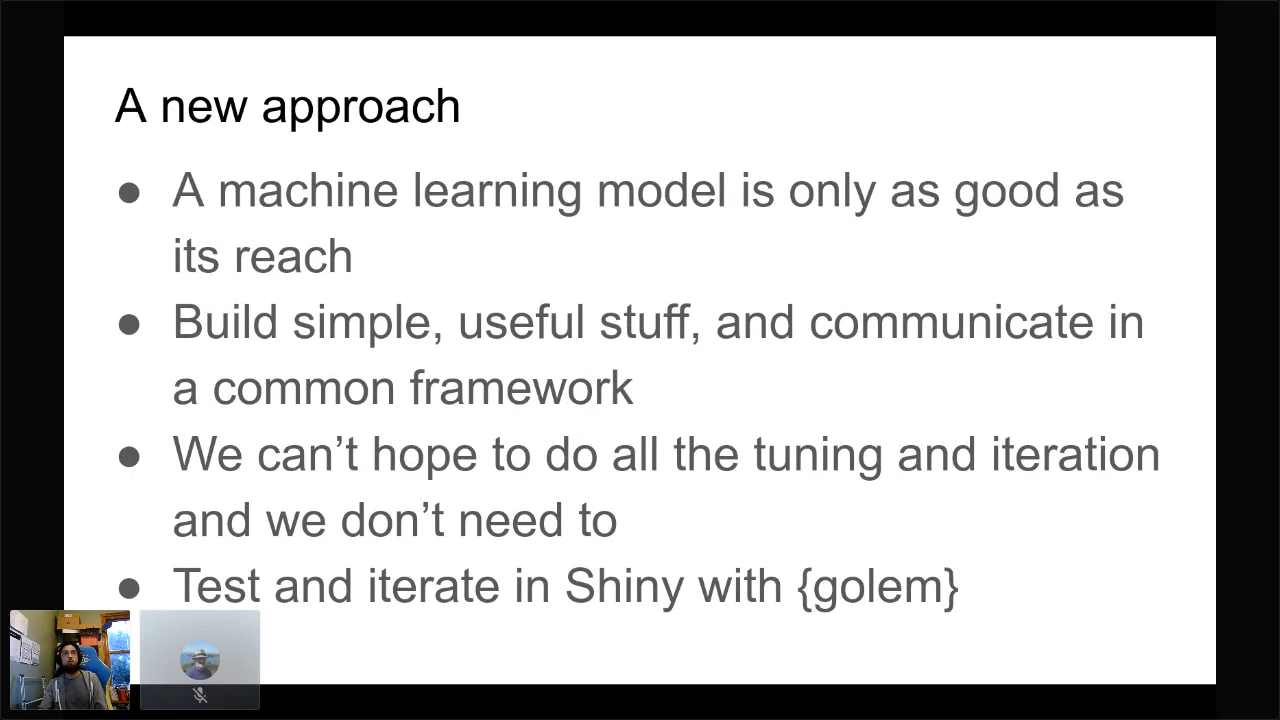 A new approach
● A machine learning model is only as good as
its reach
● Build simple, useful stuff, and communicate in
a common framework
● We can’t hope to do all the tuning and iteration
and we don’t need to
● Test and iterate in Shiny with {golem}